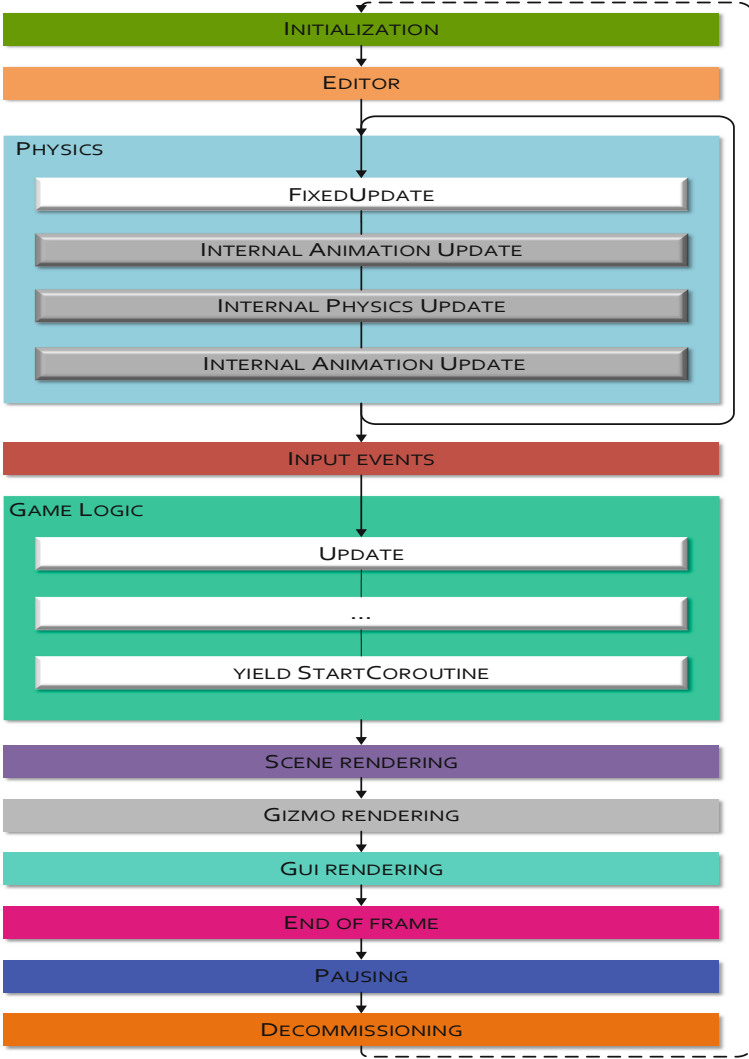 INITIALIZATION
EDITOR
PHYSICS
FIXEDUPDATE
INTERNAL ANIMATION UPDATE
INTERNAL PHYSICS UPDATE
INTERNAL ANIMATION UPDATE
INPUT EVENTS
GAME LOGIC
UPDATE
...
YIELD STARTCOROUTINE
SCENE RENDERING
GIZMO RENDERING
GUI RENDERING
END OF FRAME
PAUSING
DECOMMISSIONING